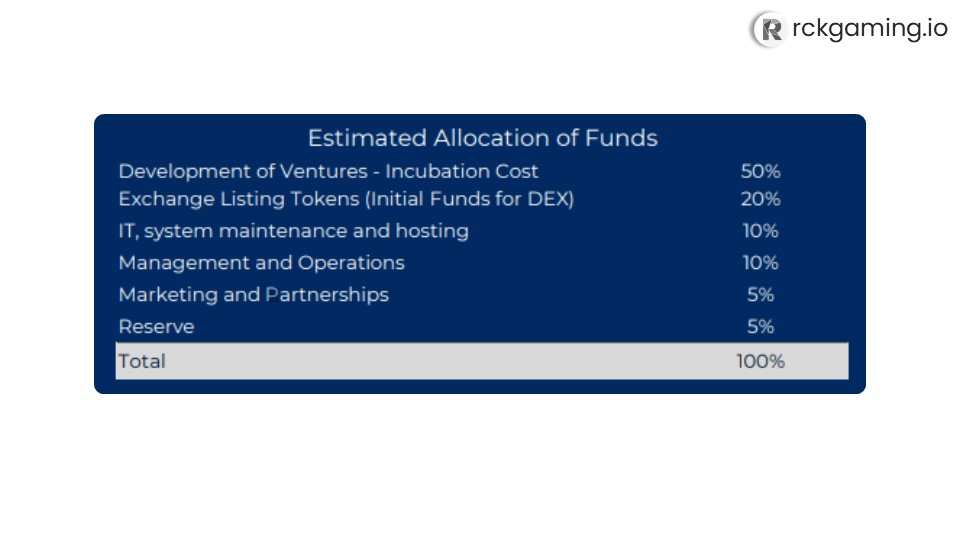 rckgaming.io
Estimated Allocation of Funds
Development of Ventures - Incubation Cost 50%
Exchange Listing Tokens (Initial Funds for DEX) 20%
IT, system maintenance and hosting 10%
Management and Operations 10%
Marketing and Partnerships 5%
Reserve 5%
Total 100%